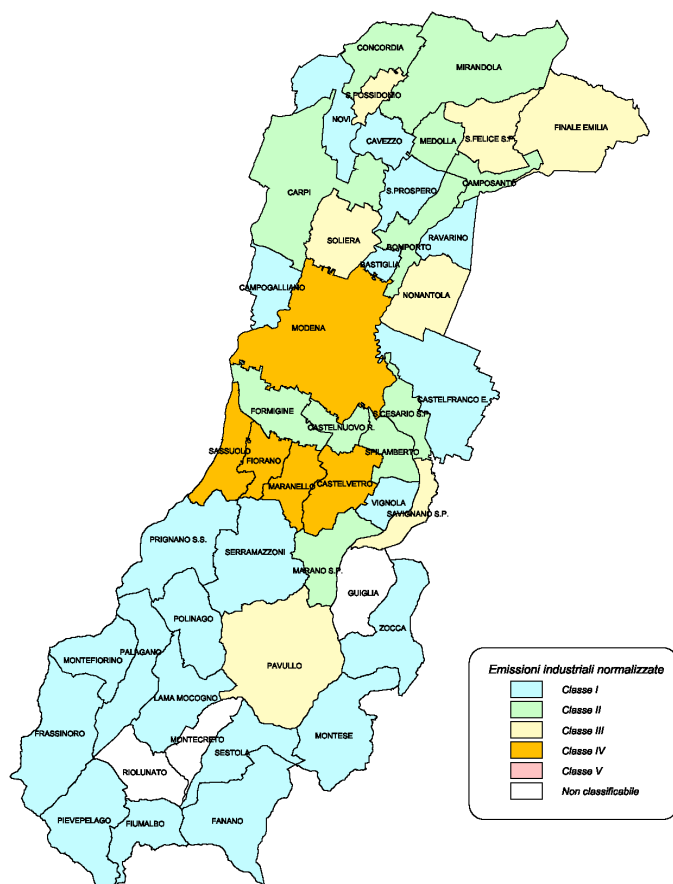 CONCORDIA
MIRANDOLA
S.POSSIDONIO
NOVI
FINALE EMILIA
CAVEZZO
MEDOLLA
S.FELICE S.P.
CAMPOSANTO
CARPI
S.PROSPERO
SOLIERA
BOMPORTO
RAVARINO
BASTIGLIA
CAMPOGALLIANO
NONANTOLA
MODENA
CASTELFRANCO E.
FORMIGINE
S.CESARIO S.P.
CASTELNUOVO R.
SPILAMBERTO
SASSUOLO
FIORANO
MARANELLO
CASTELVETRO
VIGNOLA
SAVIGNANO S.P.
PRIGNANO S.S.
SERRAMAZZONI
MARANO S.P.
GUIGLIA
POLINAGO
ZOCCA
PALAGANO
MONTEFIORINO
PAVULLO
LAMA MOCOGNO
FRASSINORO
MONTECRETO
SESTOLA
MONTESE
RIOLUNATO
PIEVEPELAGO
FIUMALBO
FANANO
Emissioni industriali normalizzate
Classe I
Classe II
Classe III
Classe IV
Classe V
Non classificabile